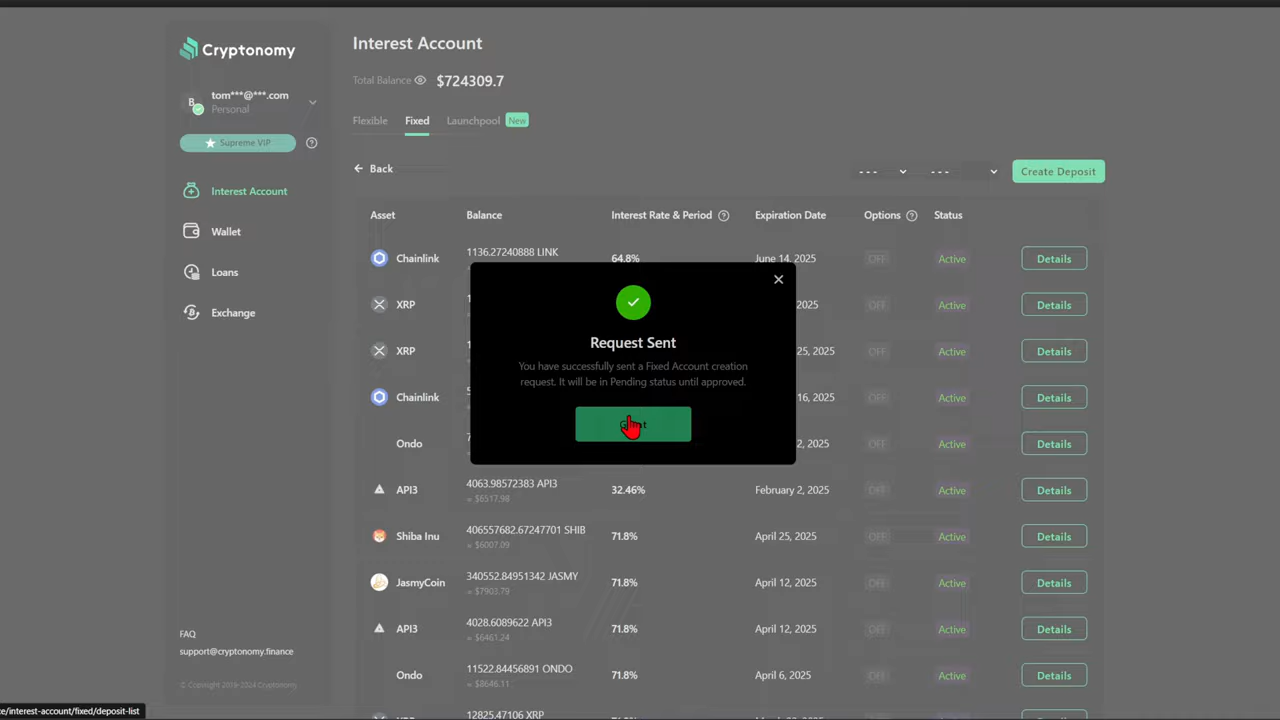 Cryptonomy
Interest Account
Total Balance $724309.7
B tom***@***.com
Personal
Supreme VIP
Interest Account
Wallet
Loans
Exchange
FAQ
support@cryptonomy.finance
© Copyright 2019-2024 Cryptonomy
Flexible Fixed Launchpool New
Back
--- --- Create Deposit
Asset Balance Interest Rate & Period Expiration Date Options Status
Chainlink 1136.27240888 LINK 64.8% June 14, 2025 OFF Active Details
XRP 2025 OFF Active Details
XRP 25, 2025 OFF Active Details
Chainlink 16, 2025 OFF Active Details
Ondo 2, 2025 OFF Active Details
API3 4063.98572383 API3 32.46% February 2, 2025 OFF Active Details
≈ $6517.98
Shiba Inu 406557682.67247701 SHIB 71.8% April 25, 2025 OFF Active Details
≈ $6007.09
JasmyCoin 340552.84951342 JASMY 71.8% April 12, 2025 OFF Active Details
≈ $7903.79
API3 4028.6089622 API3 71.8% April 12, 2025 OFF Active Details
≈ $6461.24
Ondo 11522.84456891 ONDO 71.8% April 6, 2025 OFF Active Details
≈ $8646.11
12825.47106 XRP
Request Sent
You have successfully sent a Fixed Account creation
request. It will be in Pending status until approved.
e/interest-account/fixed/deposit-list